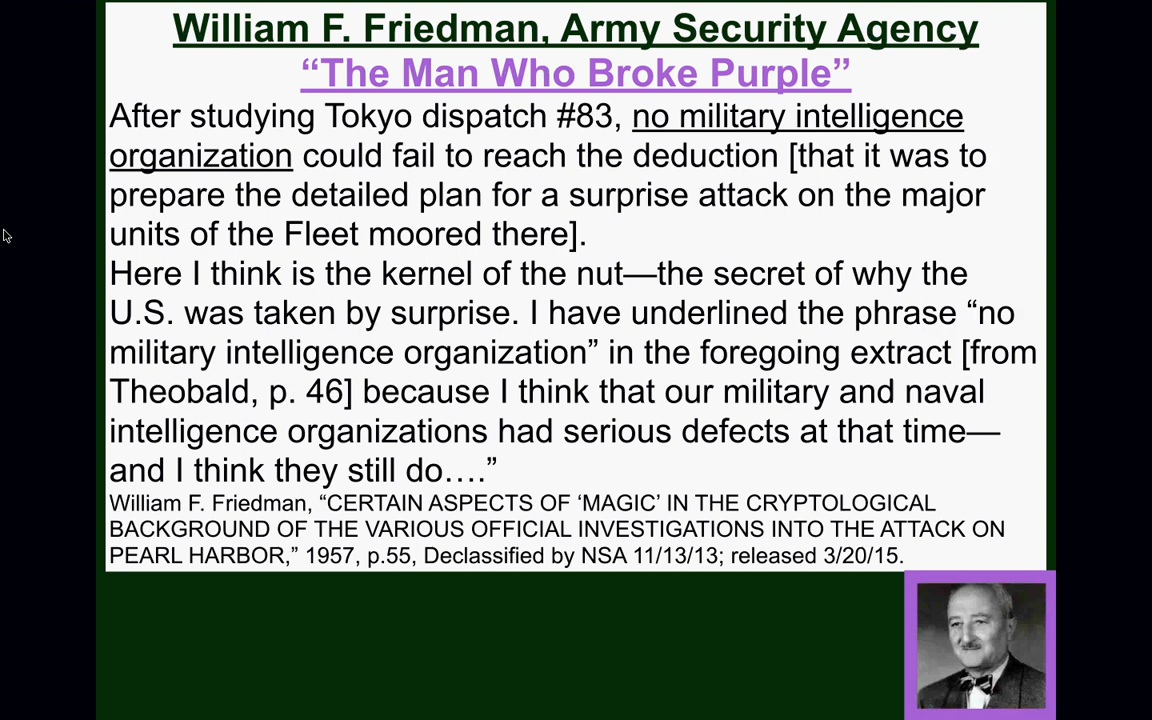 William F. Friedman, Army Security Agency
“The Man Who Broke Purple”
After studying Tokyo dispatch #83, no military intelligence
organization could fail to reach the deduction [that it was to
prepare the detailed plan for a surprise attack on the major
units of the Fleet moored there].
Here I think is the kernel of the nut—the secret of why the
U.S. was taken by surprise. I have underlined the phrase “no
military intelligence organization” in the foregoing extract [from
Theobald, p. 46] because I think that our military and naval
intelligence organizations had serious defects at that time—
and I think they still do….”
William F. Friedman, “CERTAIN ASPECTS OF ‘MAGIC’ IN THE CRYPTOLOGICAL
BACKGROUND OF THE VARIOUS OFFICIAL INVESTIGATIONS INTO THE ATTACK ON
PEARL HARBOR,” 1957, p.55, Declassified by NSA 11/13/13; released 3/20/15.